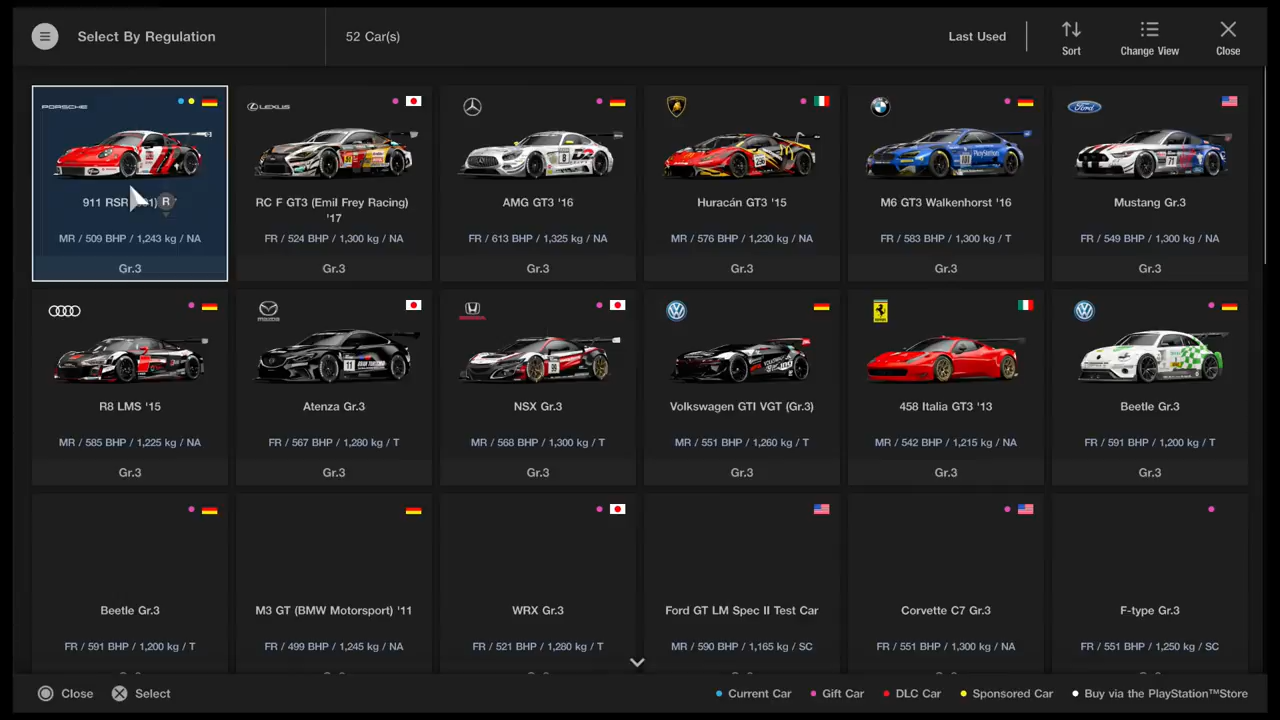 Select By Regulation
52 Car(s)
Last Used
Sort
Change View
Close
PORSCHE
LEXUS
Ford
911 RSR
R
RC F GT3 (Emil Frey Racing)
'17
AMG GT3 '16
Huracán GT3 '15
M6 GT3 Walkenhorst '16
Mustang Gr.3
MR / 509 BHP / 1,243 kg / NA
FR / 524 BHP / 1,300 kg / NA
FR / 613 BHP / 1,325 kg / NA
MR / 576 BHP / 1,230 kg / NA
FR / 583 BHP / 1,300 kg / T
FR / 549 BHP / 1,300 kg / NA
Gr.3
Gr.3
Gr.3
Gr.3
Gr.3
Gr.3
R8 LMS '15
Atenza Gr.3
NSX Gr.3
Volkswagen GTI VGT (Gr.3)
458 Italia GT3 '13
Beetle Gr.3
MR / 585 BHP / 1,225 kg / NA
FR / 567 BHP / 1,280 kg / T
MR / 568 BHP / 1,300 kg / T
MR / 551 BHP / 1,260 kg / T
MR / 542 BHP / 1,215 kg / NA
FR / 591 BHP / 1,200 kg / T
Gr.3
Gr.3
Gr.3
Gr.3
Gr.3
Gr.3
Beetle Gr.3
M3 GT (BMW Motorsport) '11
WRX Gr.3
Ford GT LM Spec II Test Car
Corvette C7 Gr.3
F-type Gr.3
FR / 591 BHP / 1,200 kg / T
FR / 499 BHP / 1,245 kg / NA
FR / 521 BHP / 1,280 kg / T
MR / 590 BHP / 1,165 kg / SC
FR / 551 BHP / 1,300 kg / NA
FR / 551 BHP / 1,250 kg / SC
Close
Select
Current Car
Gift Car
DLC Car
Sponsored Car
Buy via the PlayStation™Store